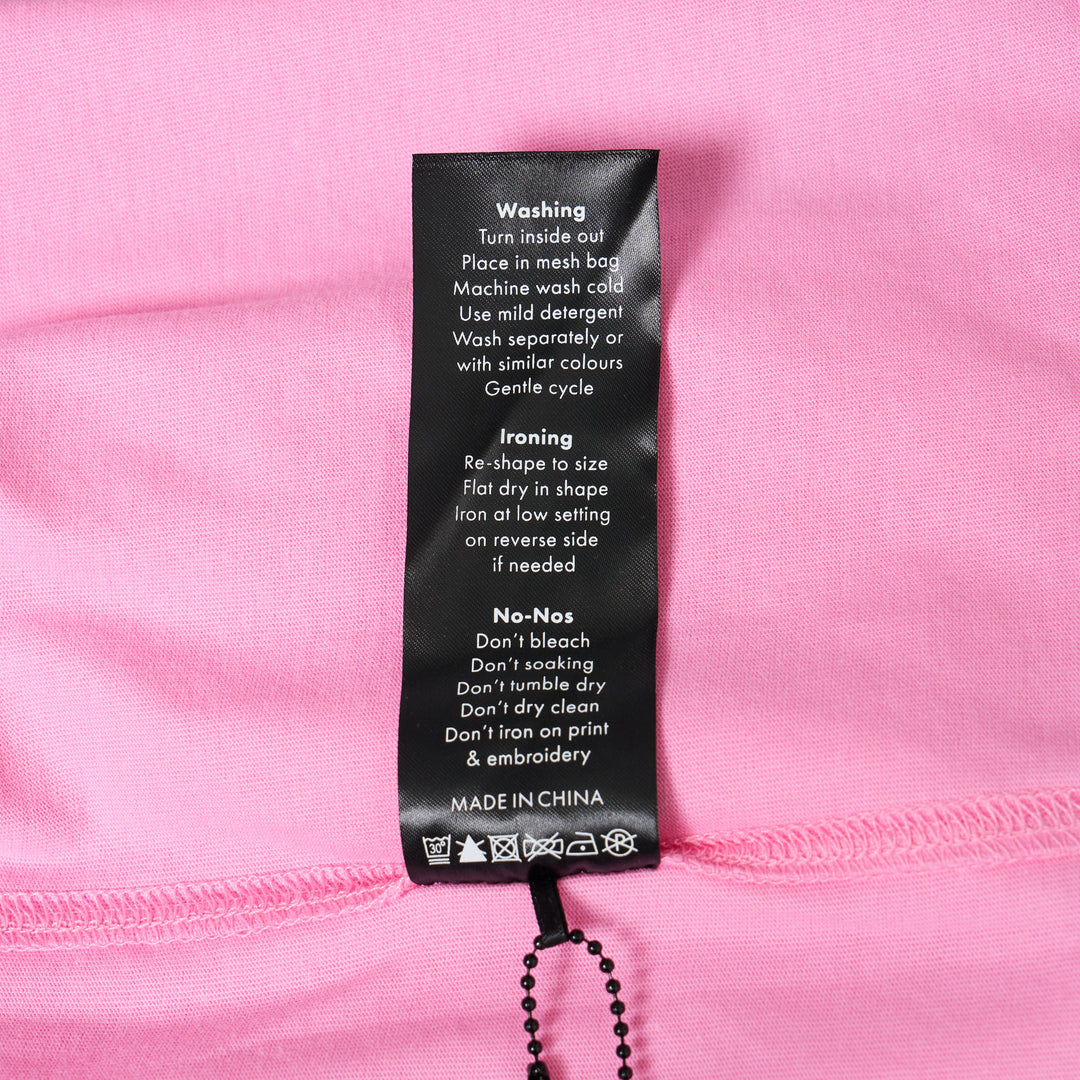 Washing
Turn inside out
Place in mesh bag
Machine wash cold
Use mild detergent
Wash separately or
with similar colours
Gentle cycle
Ironing
Re-shape to size
Flat dry in shape
Iron at low setting
on reverse side
if needed
No-Nos
Don't bleach
Don't soaking
Don't tumble dry
Don't dry clean
Don't iron on print
& embroidery
MADE IN CHINA
30° P